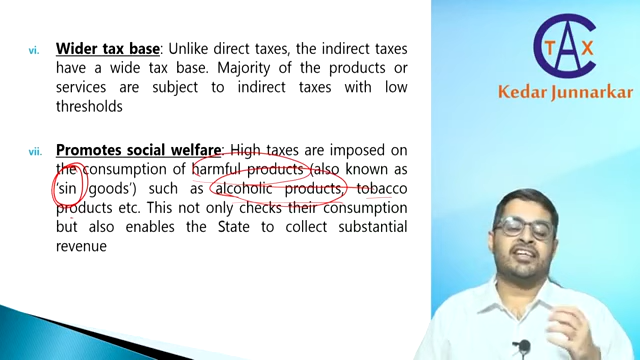 vi. Wider tax base: Unlike direct taxes, the indirect taxes
have a wide tax base. Majority of the products or
services are subject to indirect taxes with low
thresholds
vii. Promotes social welfare: High taxes are imposed on
the consumption of harmful products (also known as
'sin goods') such as alcoholic products, tobacco
products etc. This not only checks their consumption
but also enables the State to collect substantial
revenue
CA TAX
Kedar Junnarkar